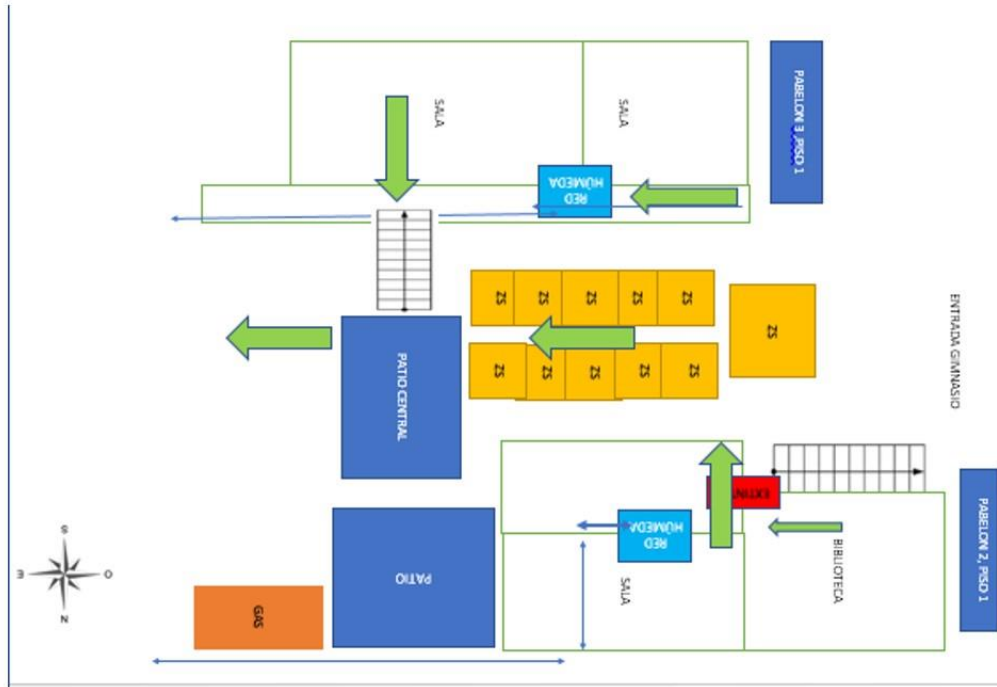 SALA
SALA
PABELON 3 ,PISO 1
RED
HÚMEDA
ZS
ZS
ZS
ZS
ZS
ZS
ZS
ZS
ZS
ZS
ZS
ENTRADA GIMNASIO
PATIO CENTRAL
EXTIN
RED
HÚMEDA
BIBLIOTECA
PABELON 2, PISO 1
SALA
PATIO
GAS
S
E
O
N